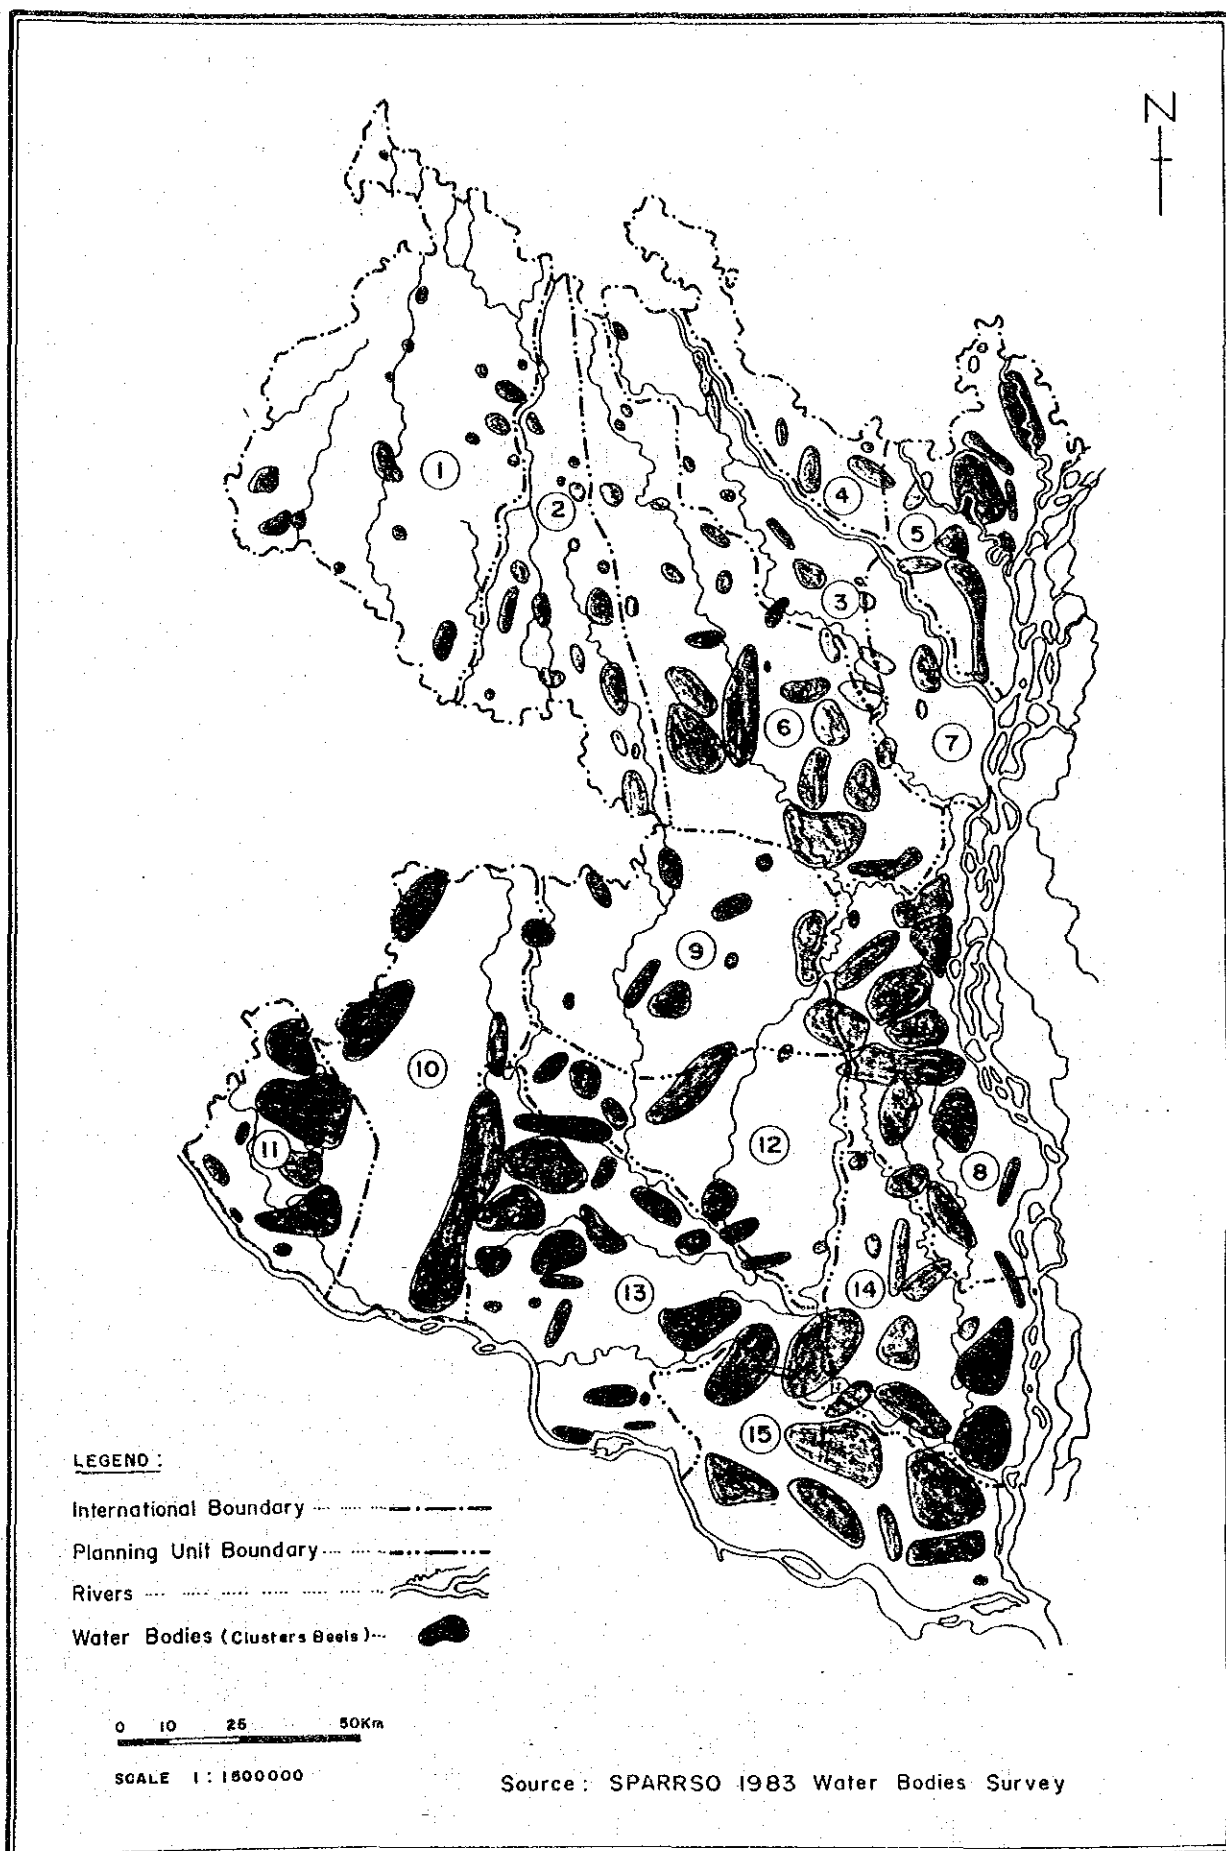 N
1
2
3
4
5
6
7
8
9
10
11
12
13
14
15
LEGEND :
International Boundary
Planning Unit Boundary
Rivers
Water Bodies (Clusters Beels)
0 10 25 50Km
SCALE 1 : 1500000
Source : SPARRSO 1983 Water Bodies Survey